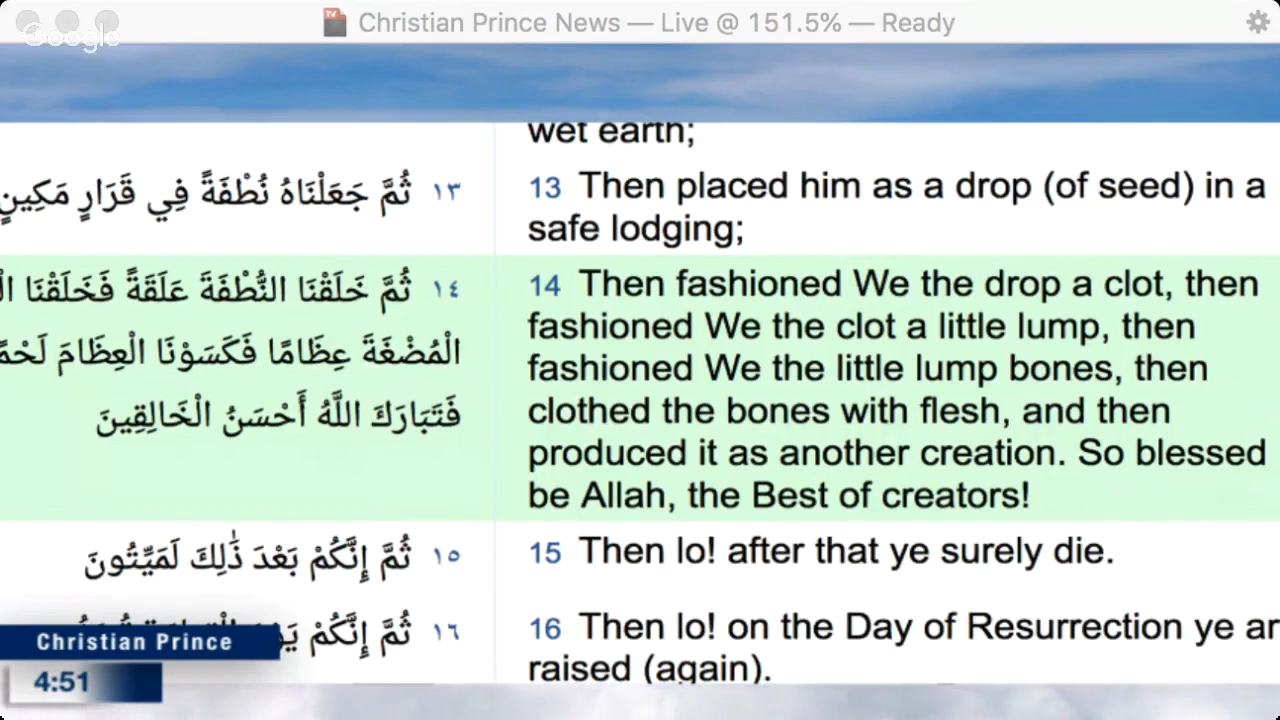 Christian Prince News — Live @ 151.5% — Ready
Google
wet earth;
١٣ ثُمَّ جَعَلْنَاهُ نُطْفَةً فِي قَرَارٍ مَكِينٍ
13 Then placed him as a drop (of seed) in a
safe lodging;
١٤ ثُمَّ خَلَقْنَا النُّطْفَةَ عَلَقَةً فَخَلَقْنَا
الْمُضْغَةَ عِظَامًا فَكَسَوْنَا الْعِظَامَ
فَتَبَارَكَ اللَّهُ أَحْسَنُ الْخَالِقِينَ
14 Then fashioned We the drop a clot, then
fashioned We the clot a little lump, then
fashioned We the little lump bones, then
clothed the bones with flesh, and then
produced it as another creation. So blessed
be Allah, the Best of creators!
١٥ ثُمَّ إِنَّكُمْ بَعْدَ ذَٰلِكَ لَمَيِّتُونَ
15 Then lo! after that ye surely die.
١٦ ثُمَّ إِنَّكُمْ
16 Then lo! on the Day of Resurrection ye ar
raised (again).
Christian Prince
4:51